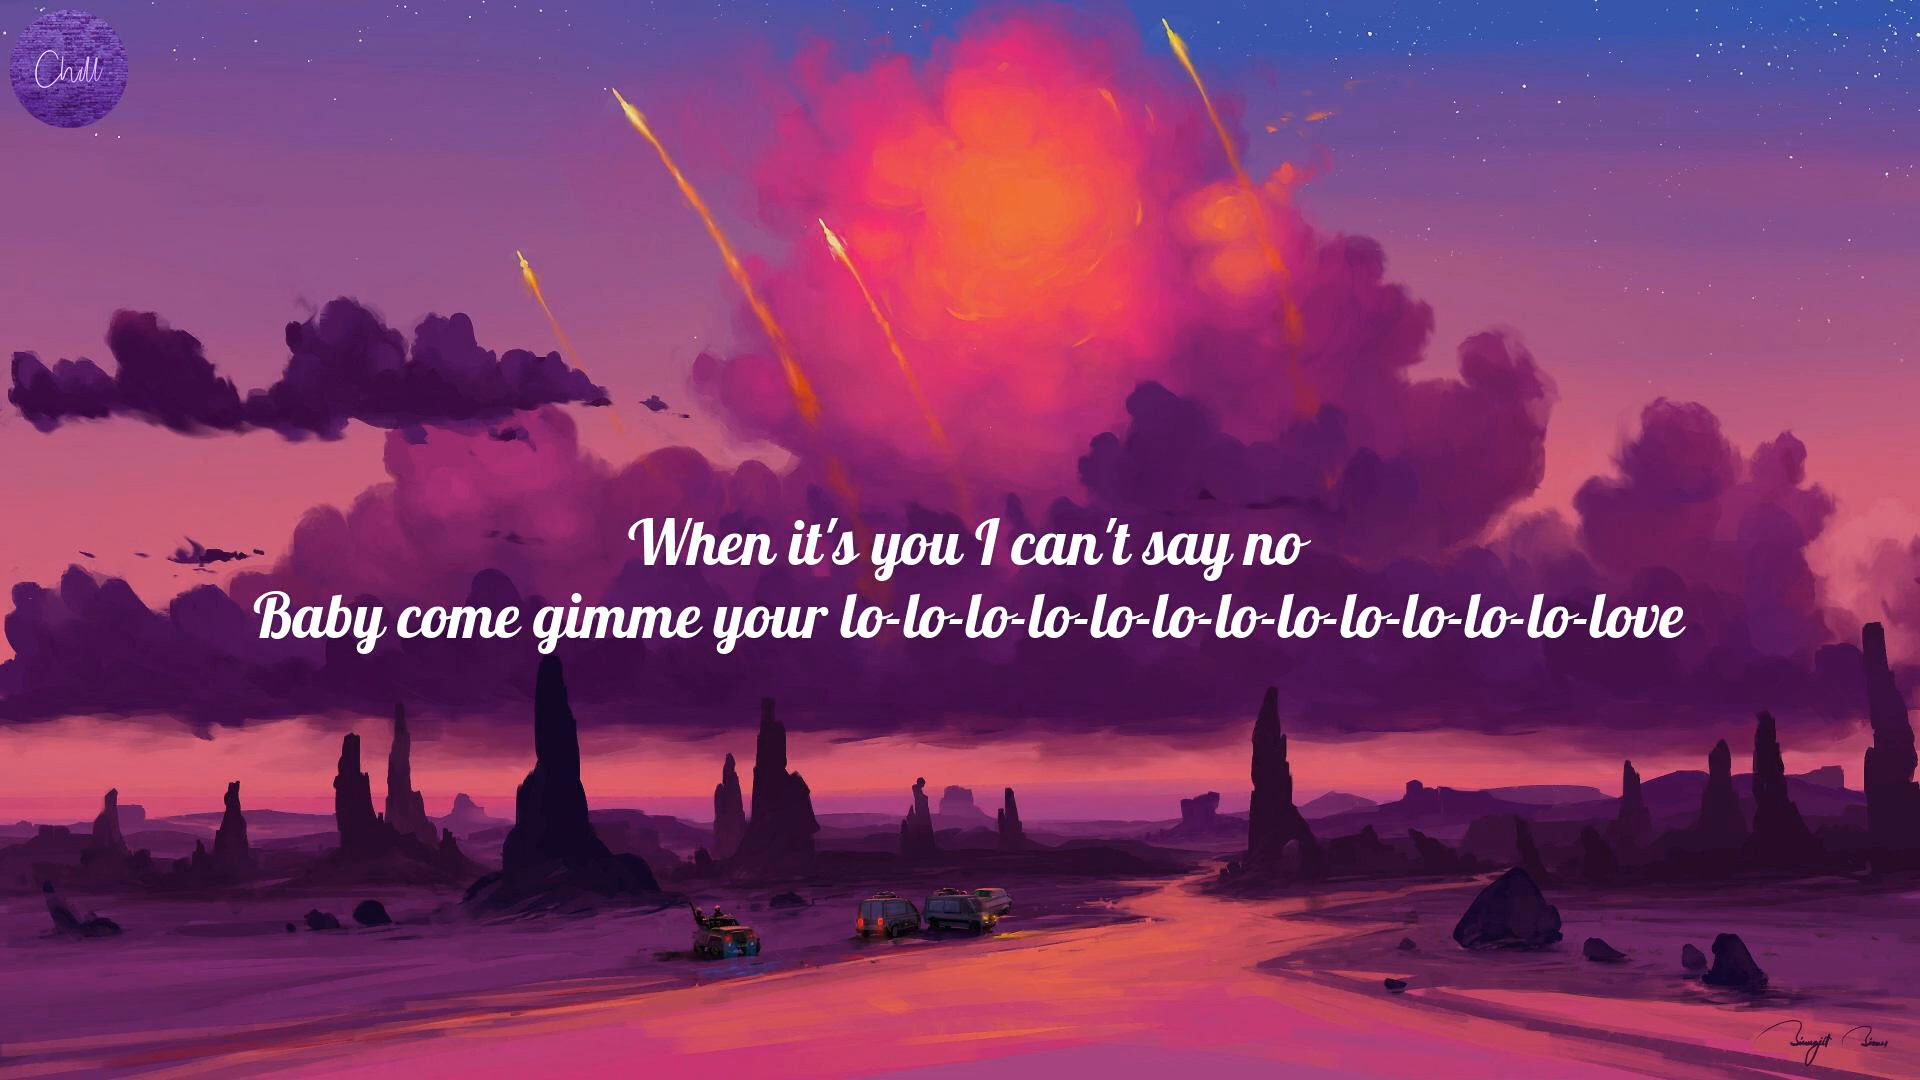 Chill
When it's you I can't say no
Baby come gimme your lo-lo-lo-lo-lo-lo-lo-lo-lo-lo-lo-lo-love